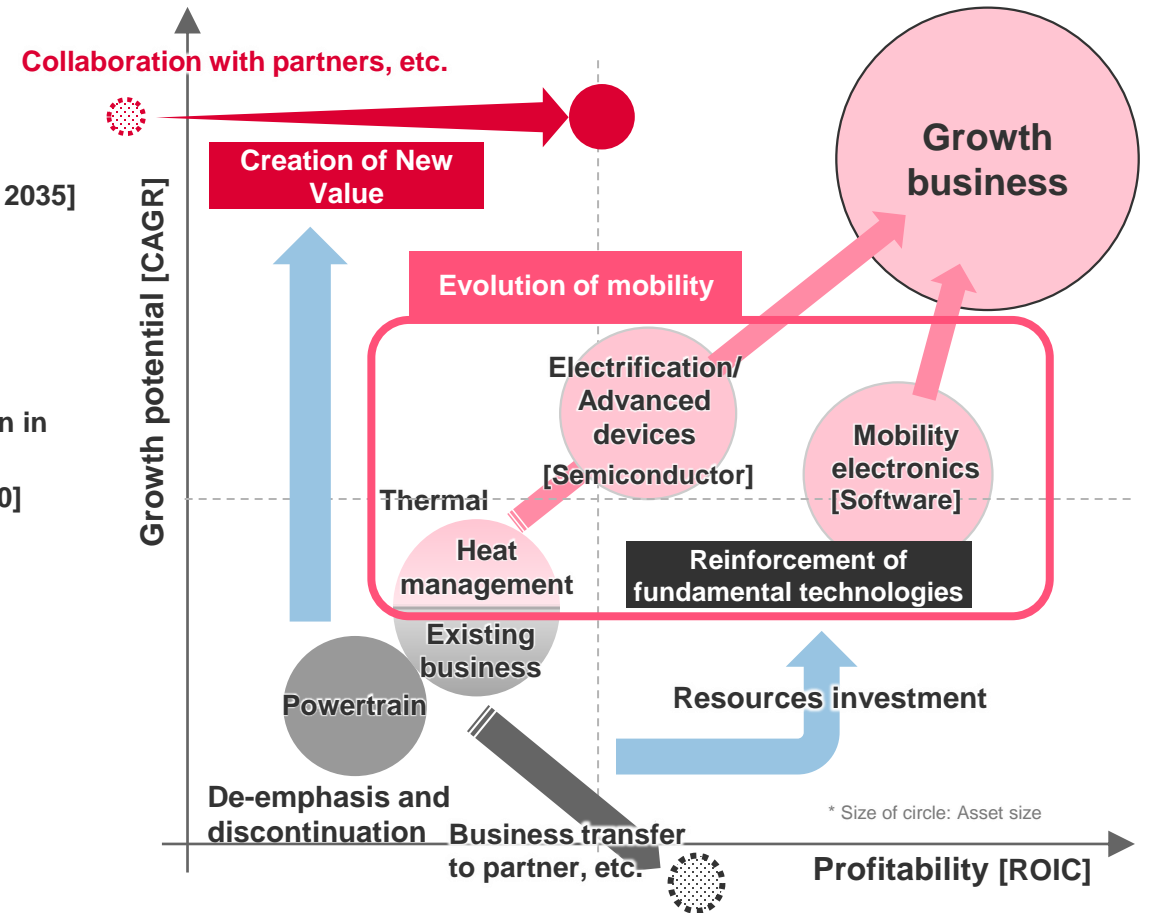 Collaboration with partners, etc.
Creation of New
Value
2035]
Growth
business
Growth potential [CAGR]
Evolution of mobility
Electrification/
Advanced
devices
[Semiconductor]
n in
Mobility
electronics
[Software]
0]
Thermal
Heat
management
Reinforcement of
fundamental technologies
Existing
business
Powertrain
Resources investment
De-emphasis and
discontinuation
Business transfer
to partner, etc.
* Size of circle: Asset size
Profitability [ROIC]